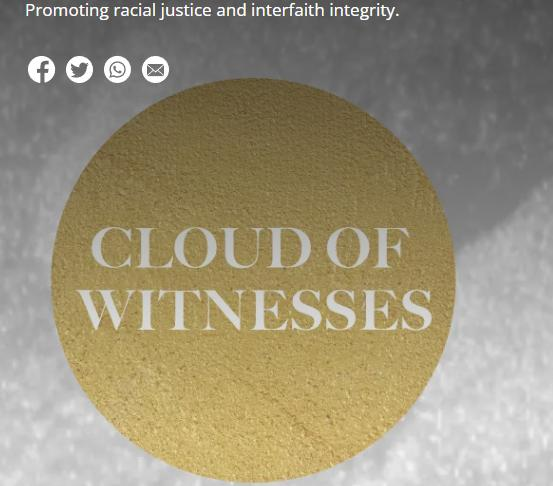 Promoting racial justice and interfaith integrity.
CLOUD OF
WITNESSES